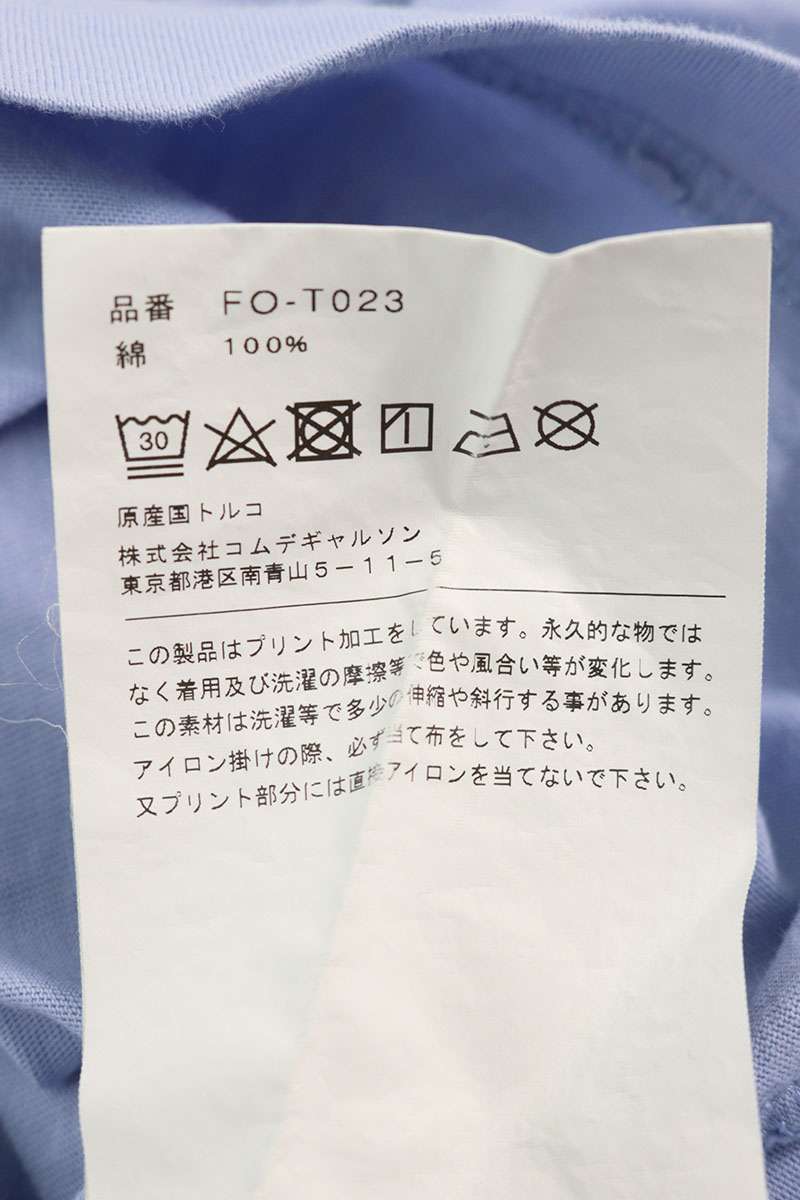 品番 FO-T023
綿 100%
30
原産国トルコ
株式会社コムデギャルソン
東京都港区南青山5－11－5
この製品はプリント加工をしています。永久的な物では
なく着用及び洗濯の摩擦等で色や風合い等が変化します。
この素材は洗濯等で多少の伸縮や斜行する事があります。
アイロン掛けの際、必ず当て布をして下さい。
又プリント部分には直接アイロンを当てないで下さい。